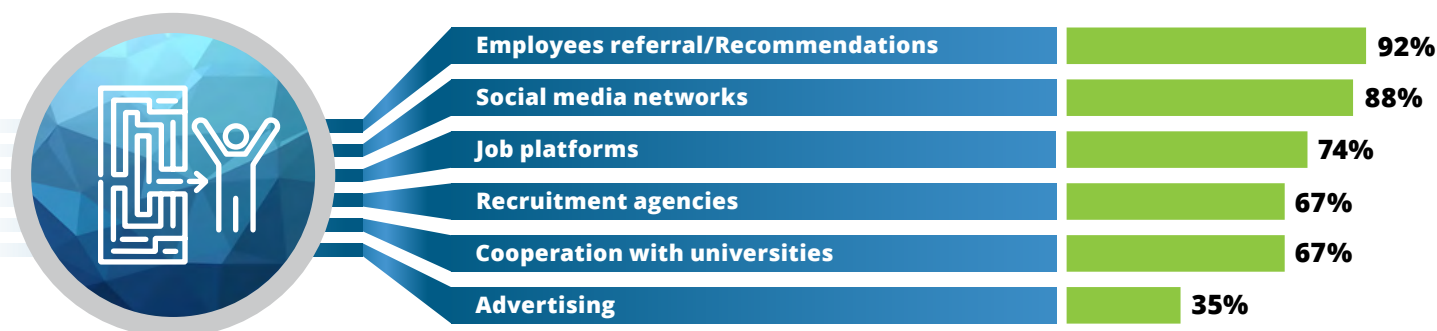 Employees referral/Recommendations 92%
Social media networks 88%
Job platforms 74%
Recruitment agencies 67%
Cooperation with universities 67%
Advertising 35%